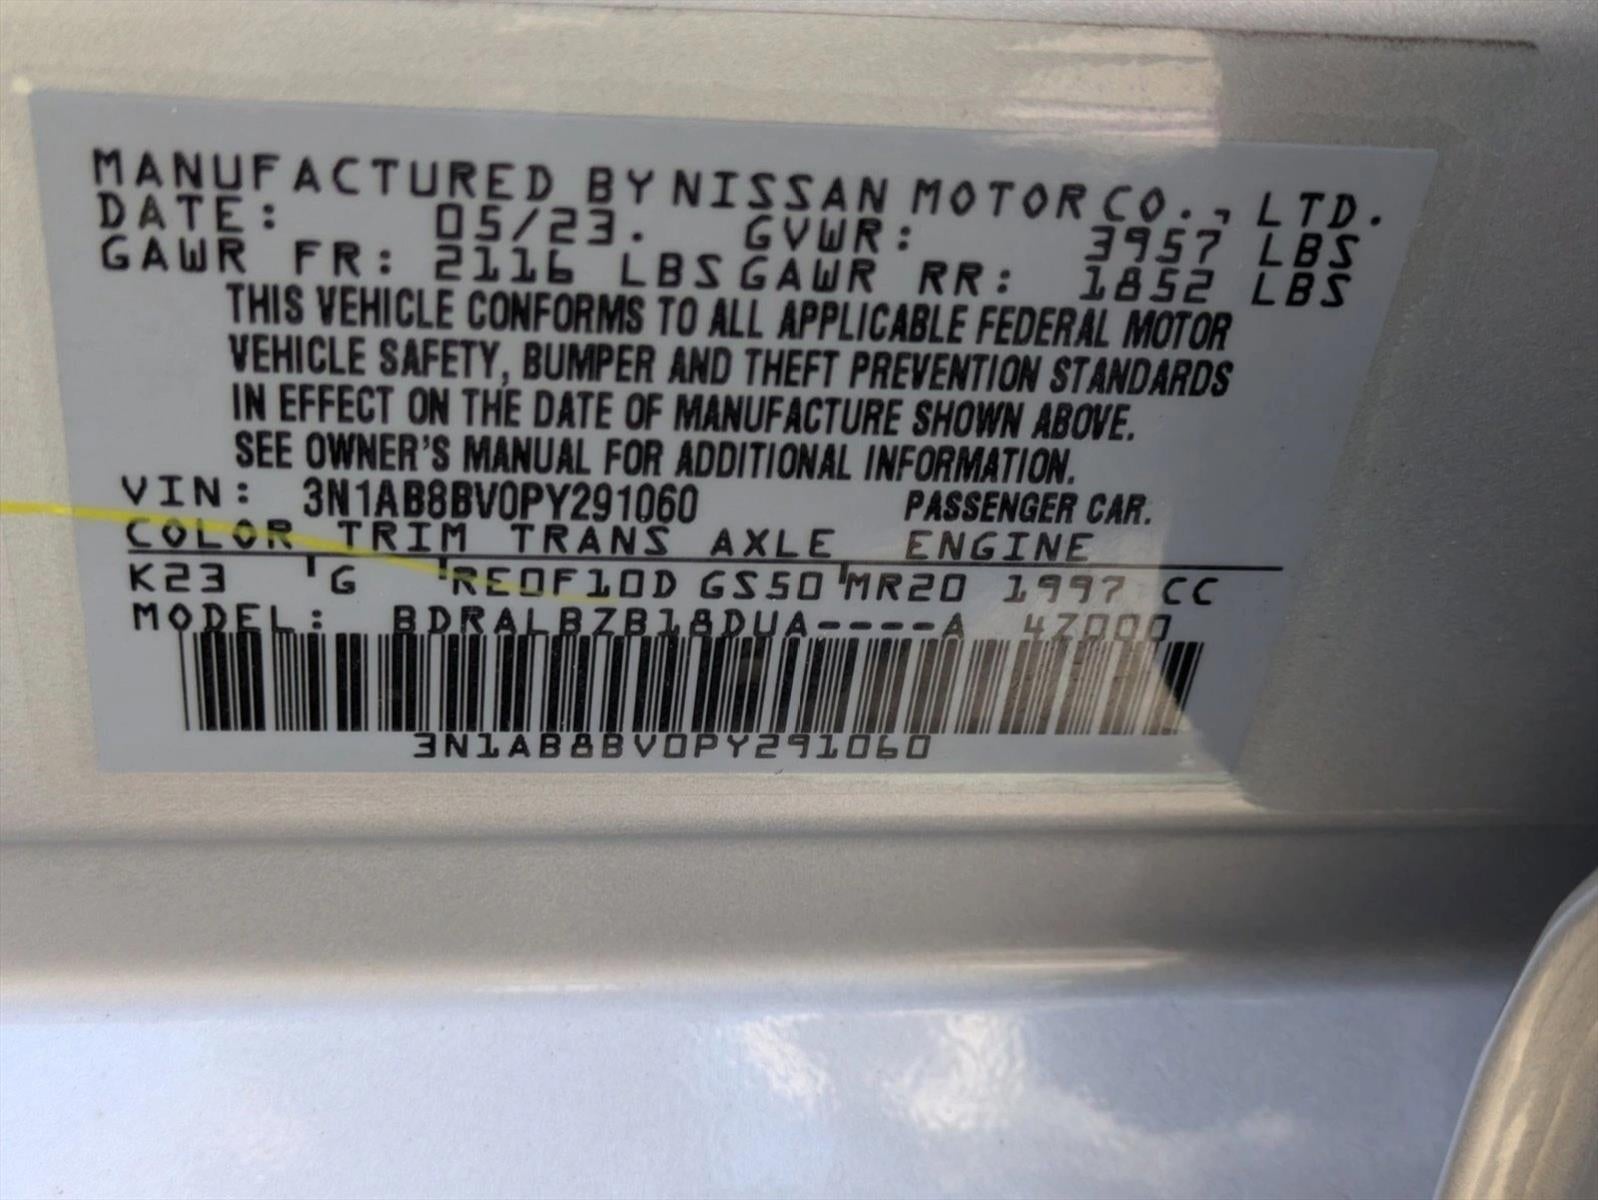 MANUFACTURED BY NISSAN MOTOR CO., LTD.
DATE: 05/23. GVWR: 3957 LBS
GAWR FR: 2116 LBS GAWR RR: 1852 LBS
THIS VEHICLE CONFORMS TO ALL APPLICABLE FEDERAL MOTOR
VEHICLE SAFETY, BUMPER AND THEFT PREVENTION STANDARDS
IN EFFECT ON THE DATE OF MANUFACTURE SHOWN ABOVE.
SEE OWNER'S MANUAL FOR ADDITIONAL INFORMATION.
VIN: 3N1AB8BV0PY291060 PASSENGER CAR.
COLOR TRIM TRANS AXLE ENGINE
K23 G RE0F10D GS50 MR20 1997 CC
MODEL: BDRALBZB18DUA----A 4Z000
3N1AB8BV0PY291060